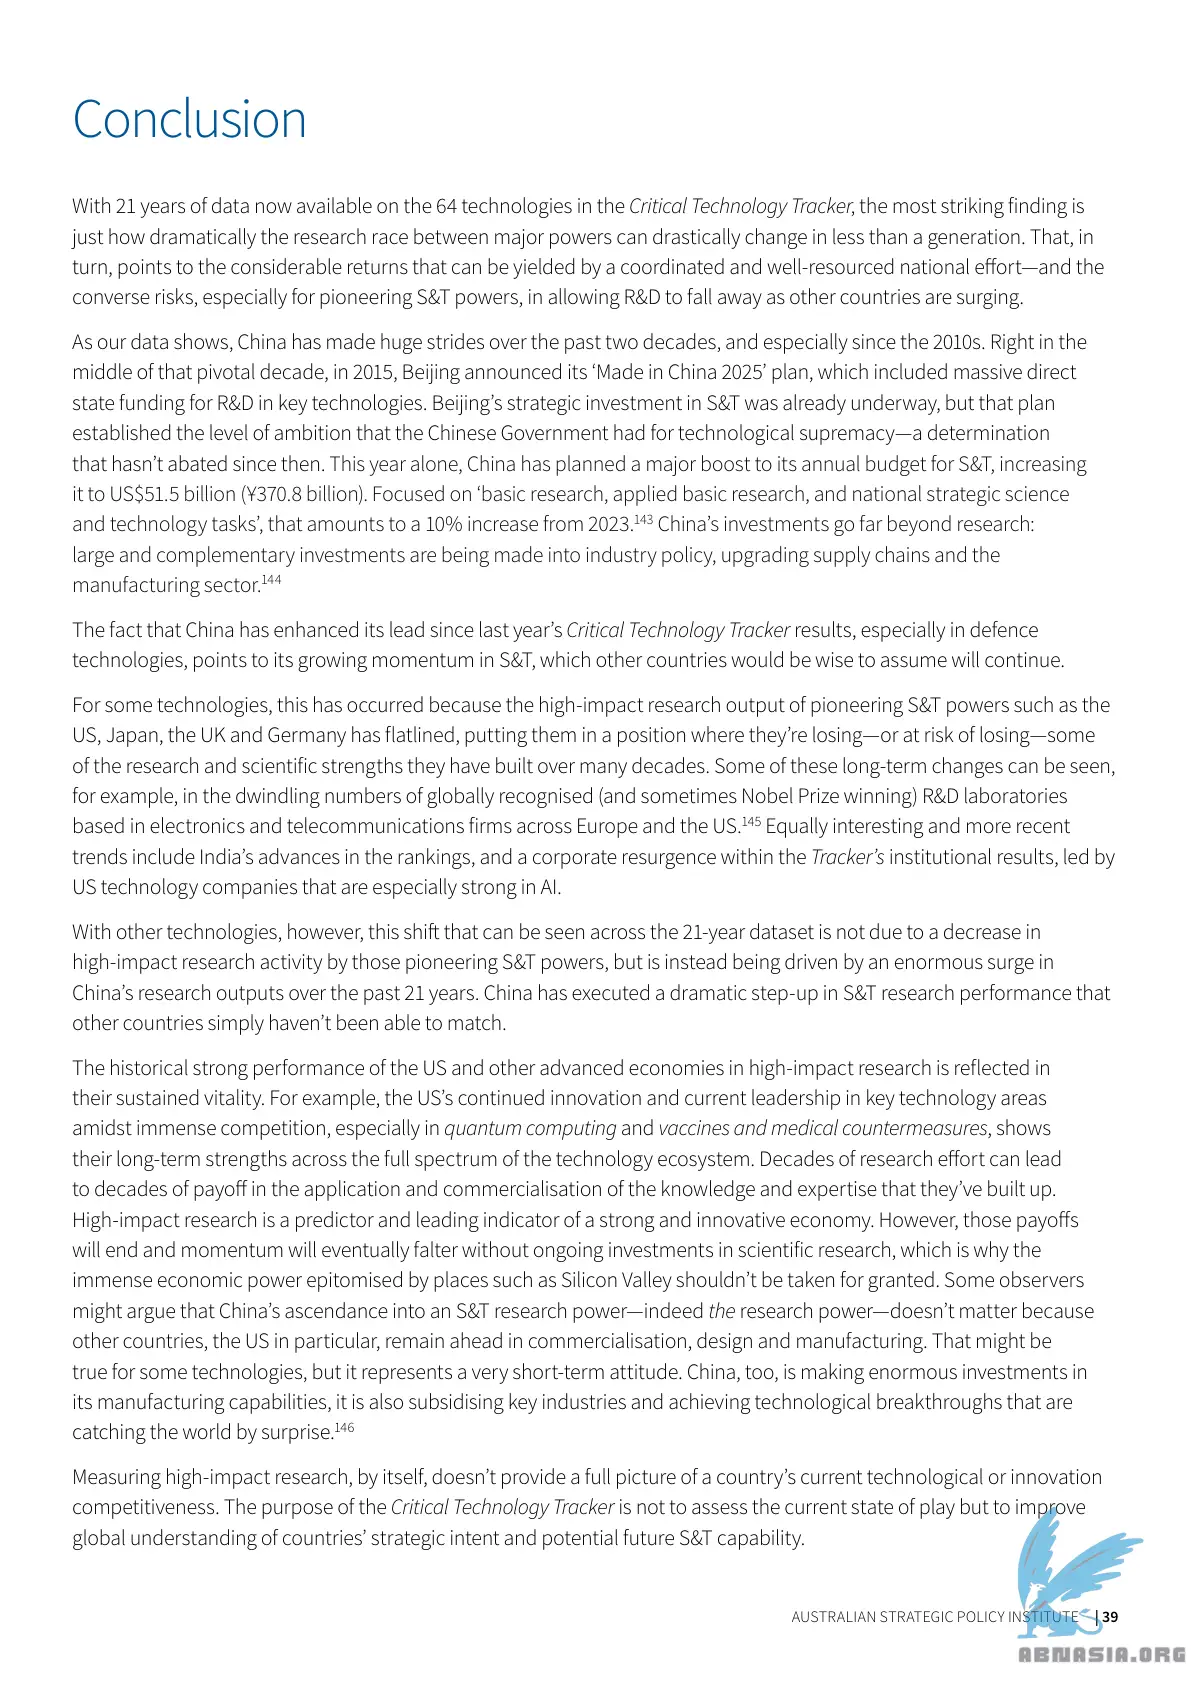 Conclusion
With 21 years of data now available on the 64 technologies in the Critical Technology Tracker, the most striking finding is
just how dramatically the research race between major powers can drastically change in less than a generation. That, in
turn, points to the considerable returns that can be yielded by a coordinated and well-resourced national effort—and the
converse risks, especially for pioneering S&T powers, in allowing R&D to fall away as other countries are surging.
As our data shows, China has made huge strides over the past two decades, and especially since the 2010s. Right in the
middle of that pivotal decade, in 2015, Beijing announced its ‘Made in China 2025’ plan, which included massive direct
state funding for R&D in key technologies. Beijing’s strategic investment in S&T was already underway, but that plan
established the level of ambition that the Chinese Government had for technological supremacy—a determination
that hasn’t abated since then. This year alone, China has planned a major boost to its annual budget for S&T, increasing
it to US$51.5 billion (¥370.8 billion). Focused on ‘basic research, applied basic research, and national strategic science
and technology tasks’, that amounts to a 10% increase from 2023.143 China’s investments go far beyond research:
large and complementary investments are being made into industry policy, upgrading supply chains and the
manufacturing sector.144
The fact that China has enhanced its lead since last year’s Critical Technology Tracker results, especially in defence
technologies, points to its growing momentum in S&T, which other countries would be wise to assume will continue.
For some technologies, this has occurred because the high-impact research output of pioneering S&T powers such as the
US, Japan, the UK and Germany has flatlined, putting them in a position where they’re losing—or at risk of losing—some
of the research and scientific strengths they have built over many decades. Some of these long-term changes can be seen,
for example, in the dwindling numbers of globally recognised (and sometimes Nobel Prize winning) R&D laboratories
based in electronics and telecommunications firms across Europe and the US.145 Equally interesting and more recent
trends include India’s advances in the rankings, and a corporate resurgence within the Tracker’s institutional results, led by
US technology companies that are especially strong in AI.
With other technologies, however, this shift that can be seen across the 21-year dataset is not due to a decrease in
high-impact research activity by those pioneering S&T powers, but is instead being driven by an enormous surge in
China’s research outputs over the past 21 years. China has executed a dramatic step-up in S&T research performance that
other countries simply haven’t been able to match.
The historical strong performance of the US and other advanced economies in high-impact research is reflected in
their sustained vitality. For example, the US’s continued innovation and current leadership in key technology areas
amidst immense competition, especially in quantum computing and vaccines and medical countermeasures, shows
their long-term strengths across the full spectrum of the technology ecosystem. Decades of research effort can lead
to decades of payoff in the application and commercialisation of the knowledge and expertise that they’ve built up.
High-impact research is a predictor and leading indicator of a strong and innovative economy. However, those payoffs
will end and momentum will eventually falter without ongoing investments in scientific research, which is why the
immense economic power epitomised by places such as Silicon Valley shouldn’t be taken for granted. Some observers
might argue that China’s ascendance into an S&T research power—indeed the research power—doesn’t matter because
other countries, the US in particular, remain ahead in commercialisation, design and manufacturing. That might be
true for some technologies, but it represents a very short-term attitude. China, too, is making enormous investments in
its manufacturing capabilities, it is also subsidising key industries and achieving technological breakthroughs that are
catching the world by surprise.146
Measuring high-impact research, by itself, doesn’t provide a full picture of a country’s current technological or innovation
competitiveness. The purpose of the Critical Technology Tracker is not to assess the current state of play but to improve
global understanding of countries’ strategic intent and potential future S&T capability.
AUSTRALIAN STRATEGIC POLICY INSTITUTE | 39
ABNASIA.ORG